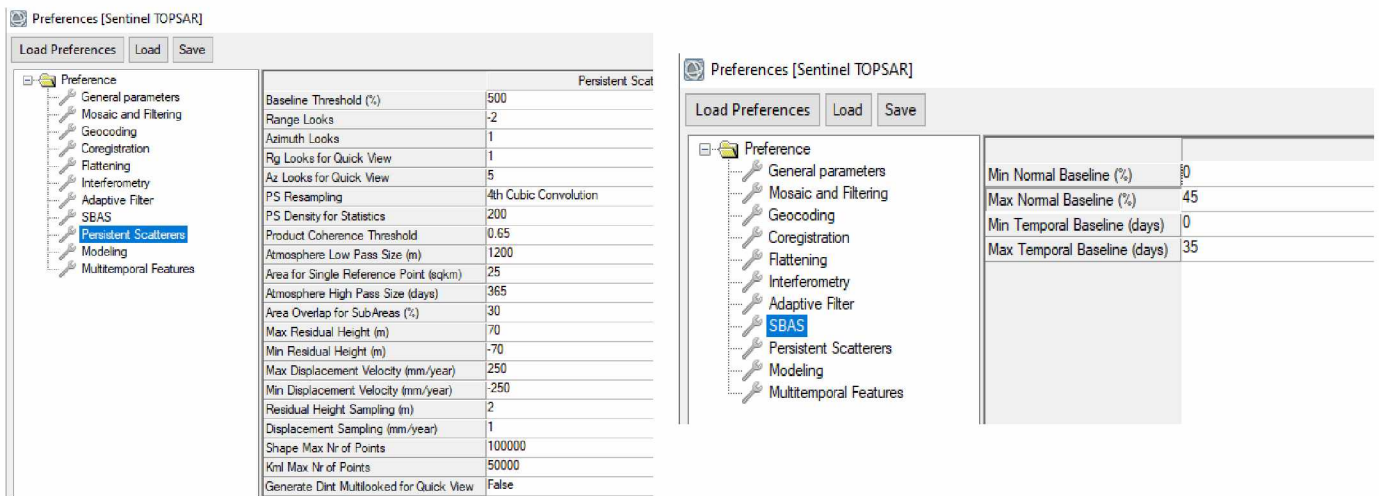 Preferences [Sentinel TOPSAR]
Load Preferences Load Save
Preference
General parameters
Mosaic and Filtering
Geocoding
Coregistration
Flattening
Interferometry
Adaptive Filter
SBAS
Persistent Scatterers
Modeling
Multitemporal Features
Persistent Scat
Baseline Threshold (%) 500
Range Looks -2
Azimuth Looks 1
Rg Looks for Quick View 1
Az Looks for Quick View 5
PS Resampling 4th Cubic Convolution
PS Density for Statistics 200
Product Coherence Threshold 0.65
Atmosphere Low Pass Size (m) 1200
Area for Single Reference Point (sqkm) 25
Atmosphere High Pass Size (days) 365
Area Overlap for SubAreas (%) 30
Max Residual Height (m) 70
Min Residual Height (m) -70
Max Displacement Velocity (mm/year) 250
Min Displacement Velocity (mm/year) -250
Residual Height Sampling (m) 2
Displacement Sampling (mm/year) 1
Shape Max Nr of Points 100000
Kml Max Nr of Points 50000
Generate Dint Multilooked for Quick View False
Preferences [Sentinel TOPSAR]
Load Preferences Load Save
Preference
General parameters
Mosaic and Filtering
Geocoding
Coregistration
Flattening
Interferometry
Adaptive Filter
SBAS
Persistent Scatterers
Modeling
Multitemporal Features
Min Normal Baseline (%) 0
Max Normal Baseline (%) 45
Min Temporal Baseline (days) 0
Max Temporal Baseline (days) 35